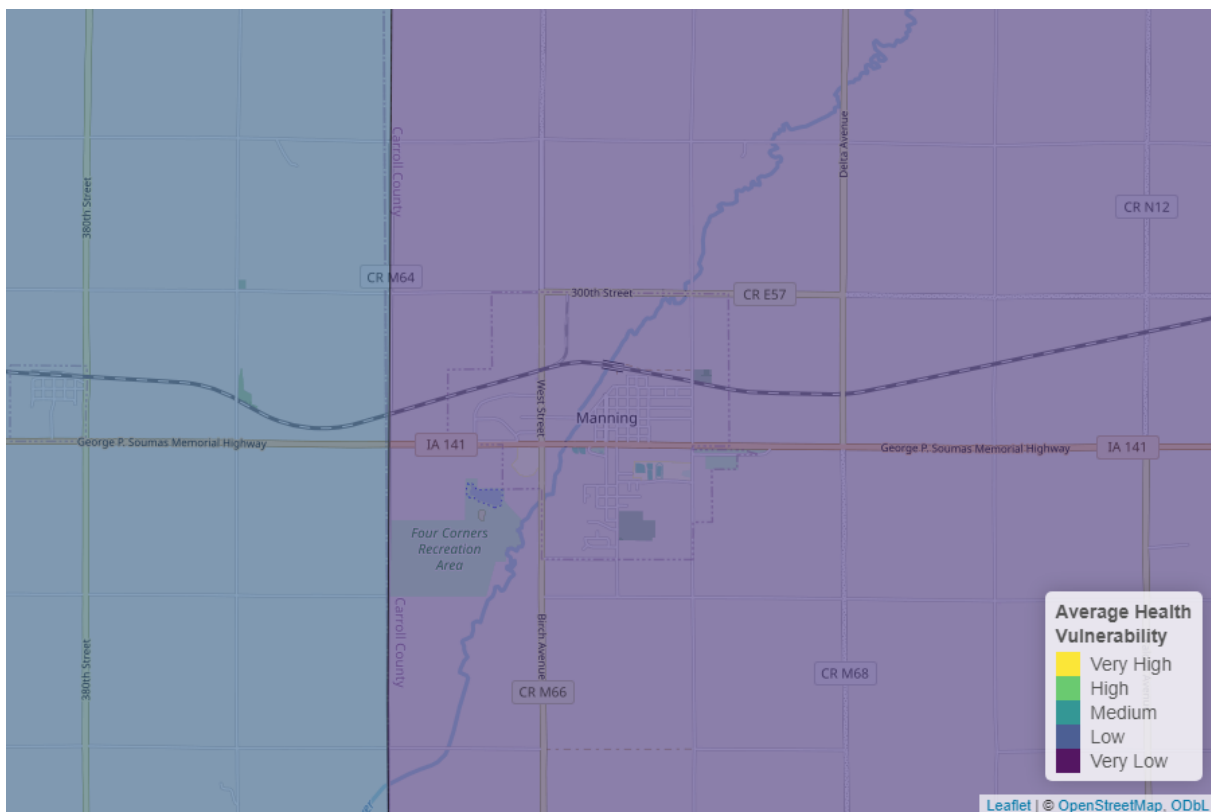 380th Street
Carroll County
Delta Avenue
CR N12
CR M64
300th Street
CR E57
West Street
Manning
George P. Soumas Memorial Highway
IA 141
George P. Soumas Memorial Highway
IA 141
Four Corners
Recreation
Area
Carroll County
Birch Avenue
380th Street
CR M66
CR M68
Average Health
Vulnerability
Very High
High
Medium
Low
Very Low
Leaflet | © OpenStreetMap, ODbL